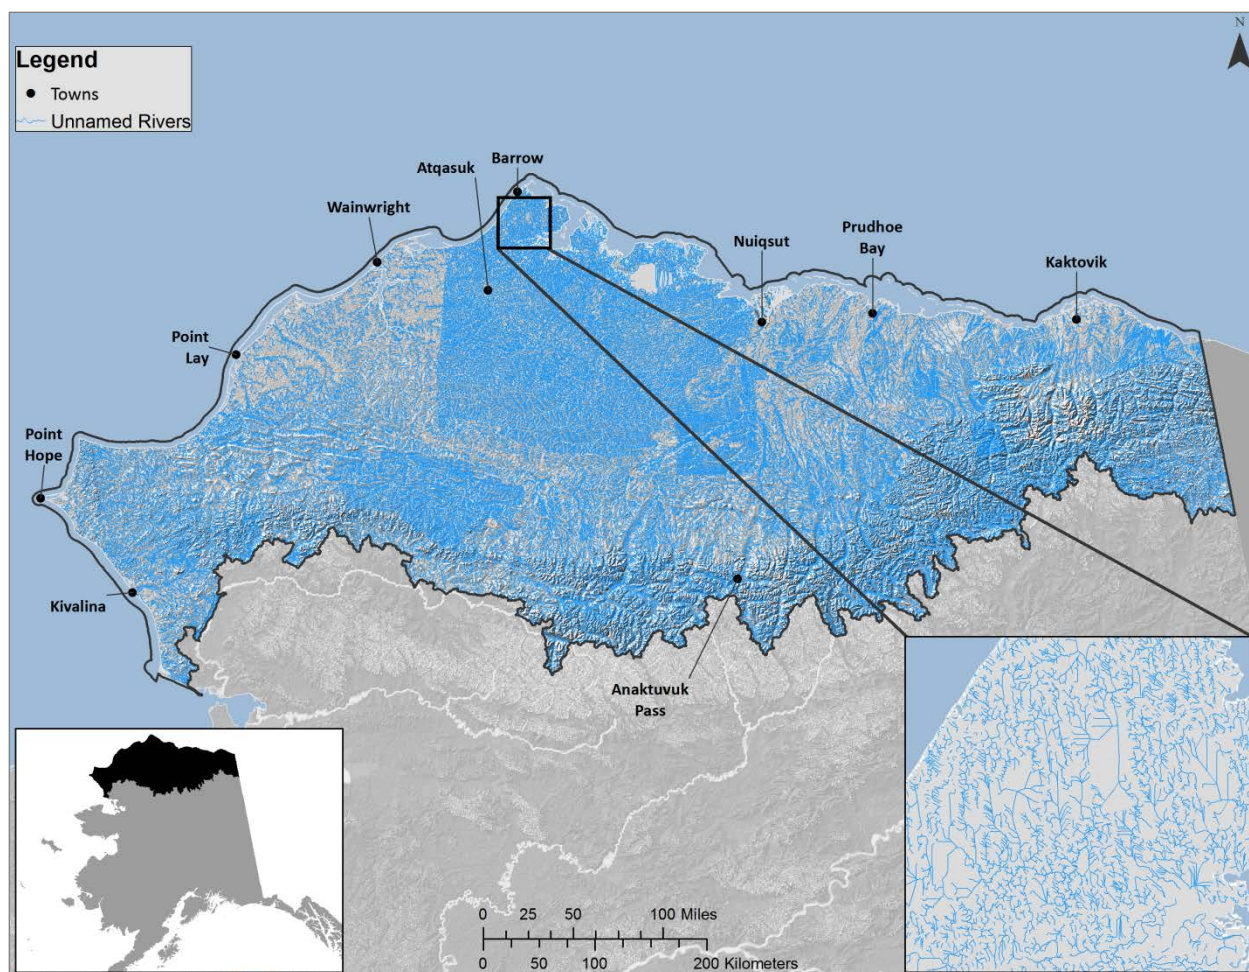 N
Legend
Towns
Unnamed Rivers
Barrow
Atqasuk
Wainwright
Nuiqsut
Prudhoe
Bay
Kaktovik
Point
Lay
Point
Hope
Kivalina
Anaktuvuk
Pass
0 25 50 100 Miles
0 50 100 200 Kilometers